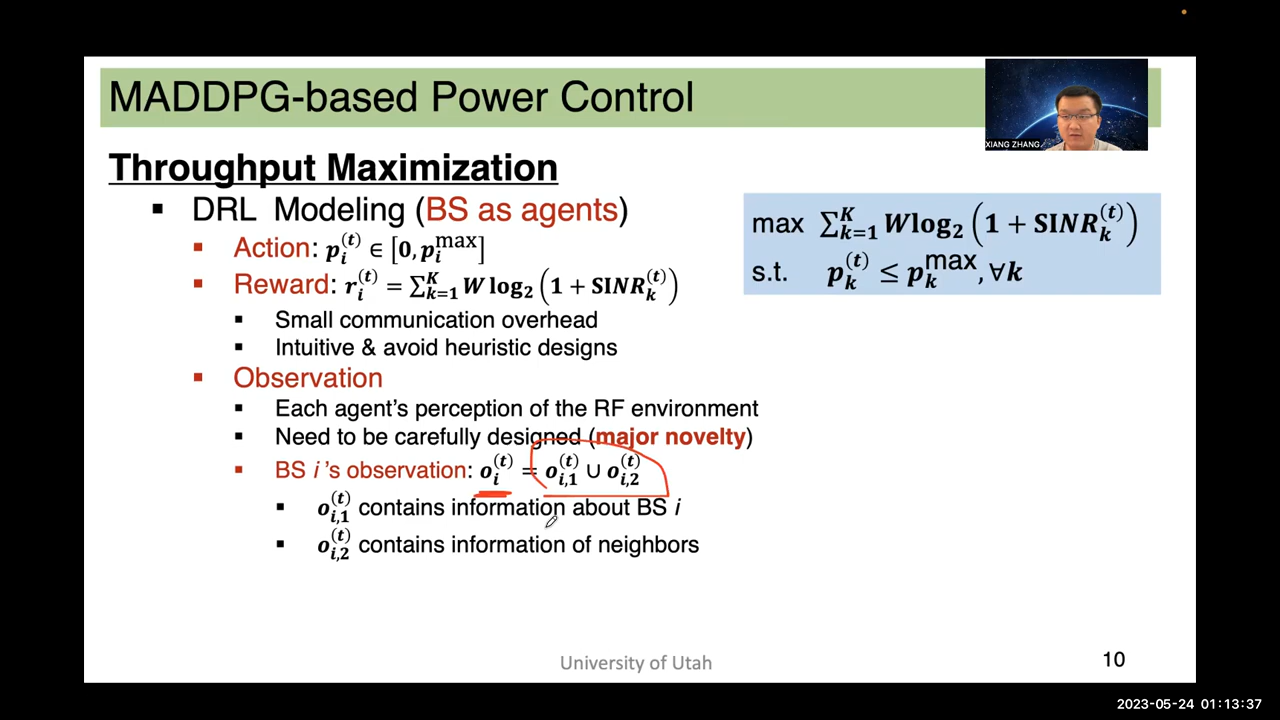 MADDPG-based Power Control
XIANG ZHANG
Throughput Maximization
▪ DRL Modeling (BS as agents)
▪ Action: p_i^(t) ∈ [0, p_i^max]
▪ Reward: r_i^(t) = ∑_{k=1}^K W log₂ (1 + SINR_k^(t))
▪ Small communication overhead
▪ Intuitive & avoid heuristic designs
▪ Observation
▪ Each agent's perception of the RF environment
▪ Need to be carefully designed (major novelty)
▪ BS i 's observation: o_i^(t) = o_{i,1}^(t) ∪ o_{i,2}^(t)
▪ o_{i,1}^(t) contains information about BS i
▪ o_{i,2}^(t) contains information of neighbors
max ∑_{k=1}^K Wlog₂ (1 + SINR_k^(t))
s.t. p_k^(t) ≤ p_k^max, ∀k
University of Utah
10
2023-05-24 01:13:37